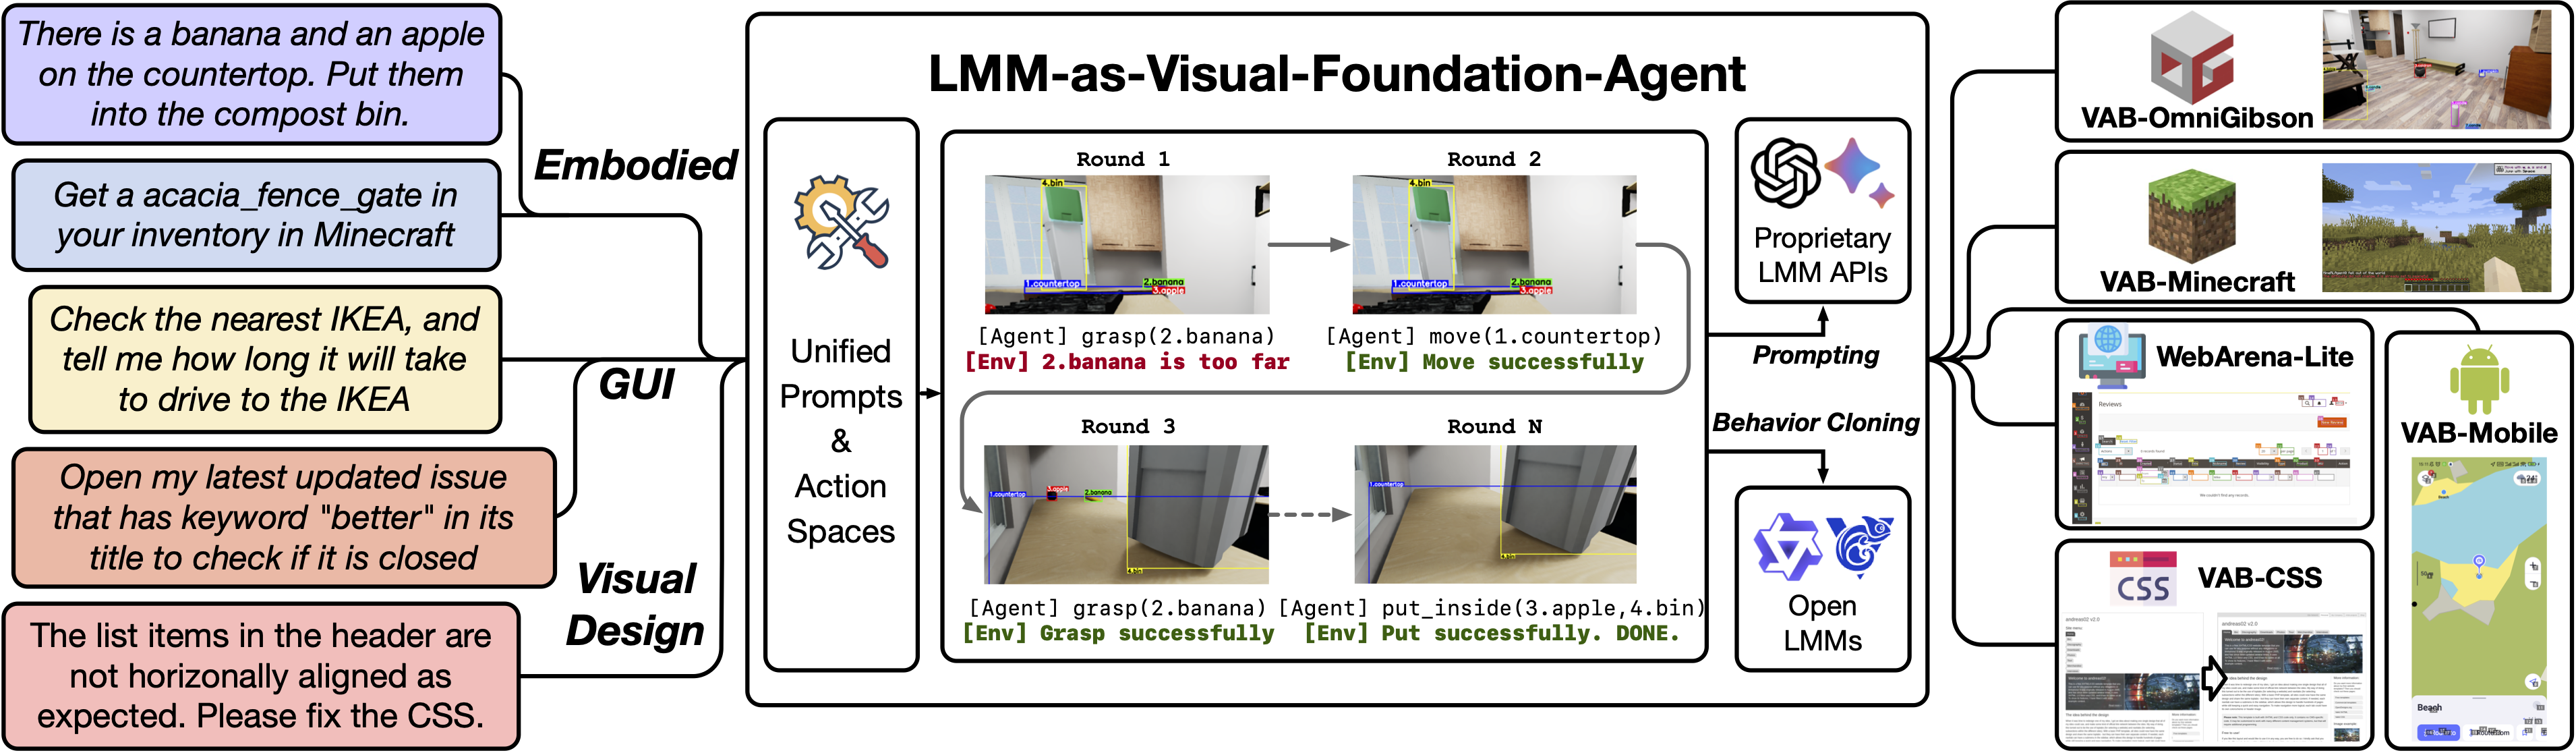 There is a banana and an apple
on the countertop. Put them
into the compost bin.
Get a acacia_fence_gate in
your inventory in Minecraft
Check the nearest IKEA, and
tell me how long it will take
to drive to the IKEA
Open my latest updated issue
that has keyword "better" in its
title to check if it is closed
The list items in the header are
not horizonally aligned as
expected. Please fix the CSS.
Embodied
GUI
Visual
Design
LMM-as-Visual-Foundation-Agent
Unified
Prompts
&
Action
Spaces
Round 1
4.bin
1.countertop
2.banana
3.apple
[Agent] grasp(2.banana)
[Env] 2.banana is too far
Round 2
4.bin
1.countertop
2.banana
3.apple
[Agent] move(1.countertop)
[Env] Move successfully
Round 3
1.countertop
3.apple
2.banana
4.bin
[Agent] grasp(2.banana)
[Env] Grasp successfully
Round N
1.countertop
4.bin
[Agent] put_inside(3.apple,4.bin)
[Env] Put successfully. DONE.
Proprietary
LMM APIs
Prompting
Behavior Cloning
Open
LMMs
VAB-OmniGibson
VAB-Minecraft
WebArena-Lite
Reviews
VAB-Mobile
Beach
Beach
CSS
VAB-CSS
andreas02 v2.0
andreas02 v2.0